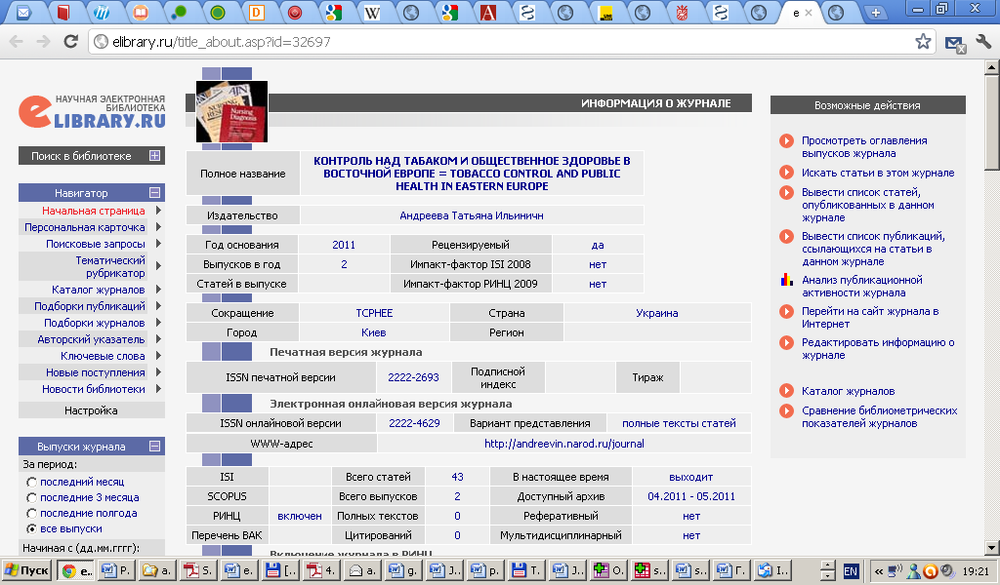 elibrary.ru/title_about.asp?id=32697
НАУЧНАЯ ЭЛЕКТРОННАЯ
БИБЛИОТЕКА
eLIBRARY.RU
Поиск в библиотеке
Навигатор
Начальная страница
Персональная карточка
Поисковые запросы
Тематический
рубрикатор
Каталог журналов
Подборки публикаций
Подборки журналов
Авторский указатель
Ключевые слова
Новые поступления
Новости библиотеки
Настройка
Выпуски журнала
За период:
последний месяц
последние 3 месяца
последние полгода
все выпуски
Начиная с (дд.мм.гггг):
ИНФОРМАЦИЯ О ЖУРНАЛЕ
Полное название
КОНТРОЛЬ НАД ТАБАКОМ И ОБЩЕСТВЕННОЕ ЗДОРОВЬЕ В
ВОСТОЧНОЙ ЕВРОПЕ = TOBACCO CONTROL AND PUBLIC
HEALTH IN EASTERN EUROPE
Издательство Андреева Татьяна Ильиничн
Год основания 2011 Рецензируемый да
Выпусков в год 2 Импакт-фактор ISI 2008 нет
Статей в выпуске Импакт-фактор РИНЦ 2009 нет
Сокращение TCPHEE Страна Украина
Город Киев Регион
Печатная версия журнала
ISSN печатной версии 2222-2693 Подписной индекс Тираж
Электронная онлайновая версия журнала
ISSN онлайновой версии 2222-4629 Вариант представления полные тексты статей
WWW-адрес http://andreevin.narod.ru/journal
ISI Всего статей 43 В настоящее время выходит
SCOPUS Всего выпусков 2 Доступный архив 04.2011 - 05.2011
РИНЦ включен Полных текстов 0 Реферативный нет
Перечень ВАК Цитирований 0 Мультидисциплинарный нет
Включение журнала в РИНЦ
Возможные действия
Просмотреть оглавления
выпусков журнала
Искать статьи в этом журнале
Вывести список статей,
опубликованных в данном
журнале
Вывести список публикаций,
ссылающихся на статьи в
данном журнале
Анализ публикационной
активности журнала
Перейти на сайт журнала в
Интернет
Редактировать информацию о
журнале
Каталог журналов
Сравнение библиометрических
показателей журналов
Пуск e.. P.. a.. S.. e.. [.. 4.. a.. g.. J.. p.. T.. J.. O.. s.. s.. Г.. I.. EN 19:21